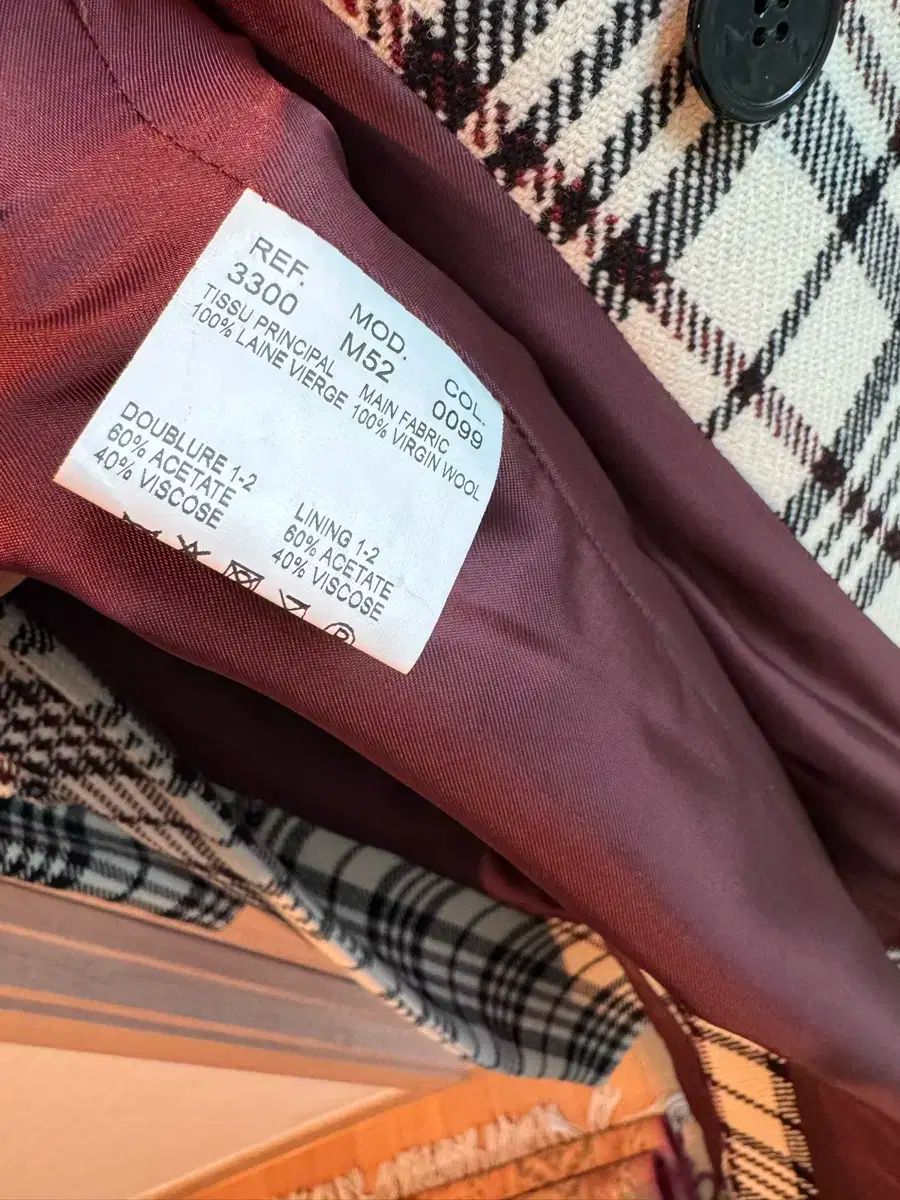 REF. MOD. COL.
3300 M52 0099
TISSU PRINCIPAL MAIN FABRIC
100% LAINE VIERGE 100% VIRGIN WOOL
DOUBLURE 1-2 LINING 1-2
60% ACETATE 60% ACETATE
40% VISCOSE 40% VISCOSE
P